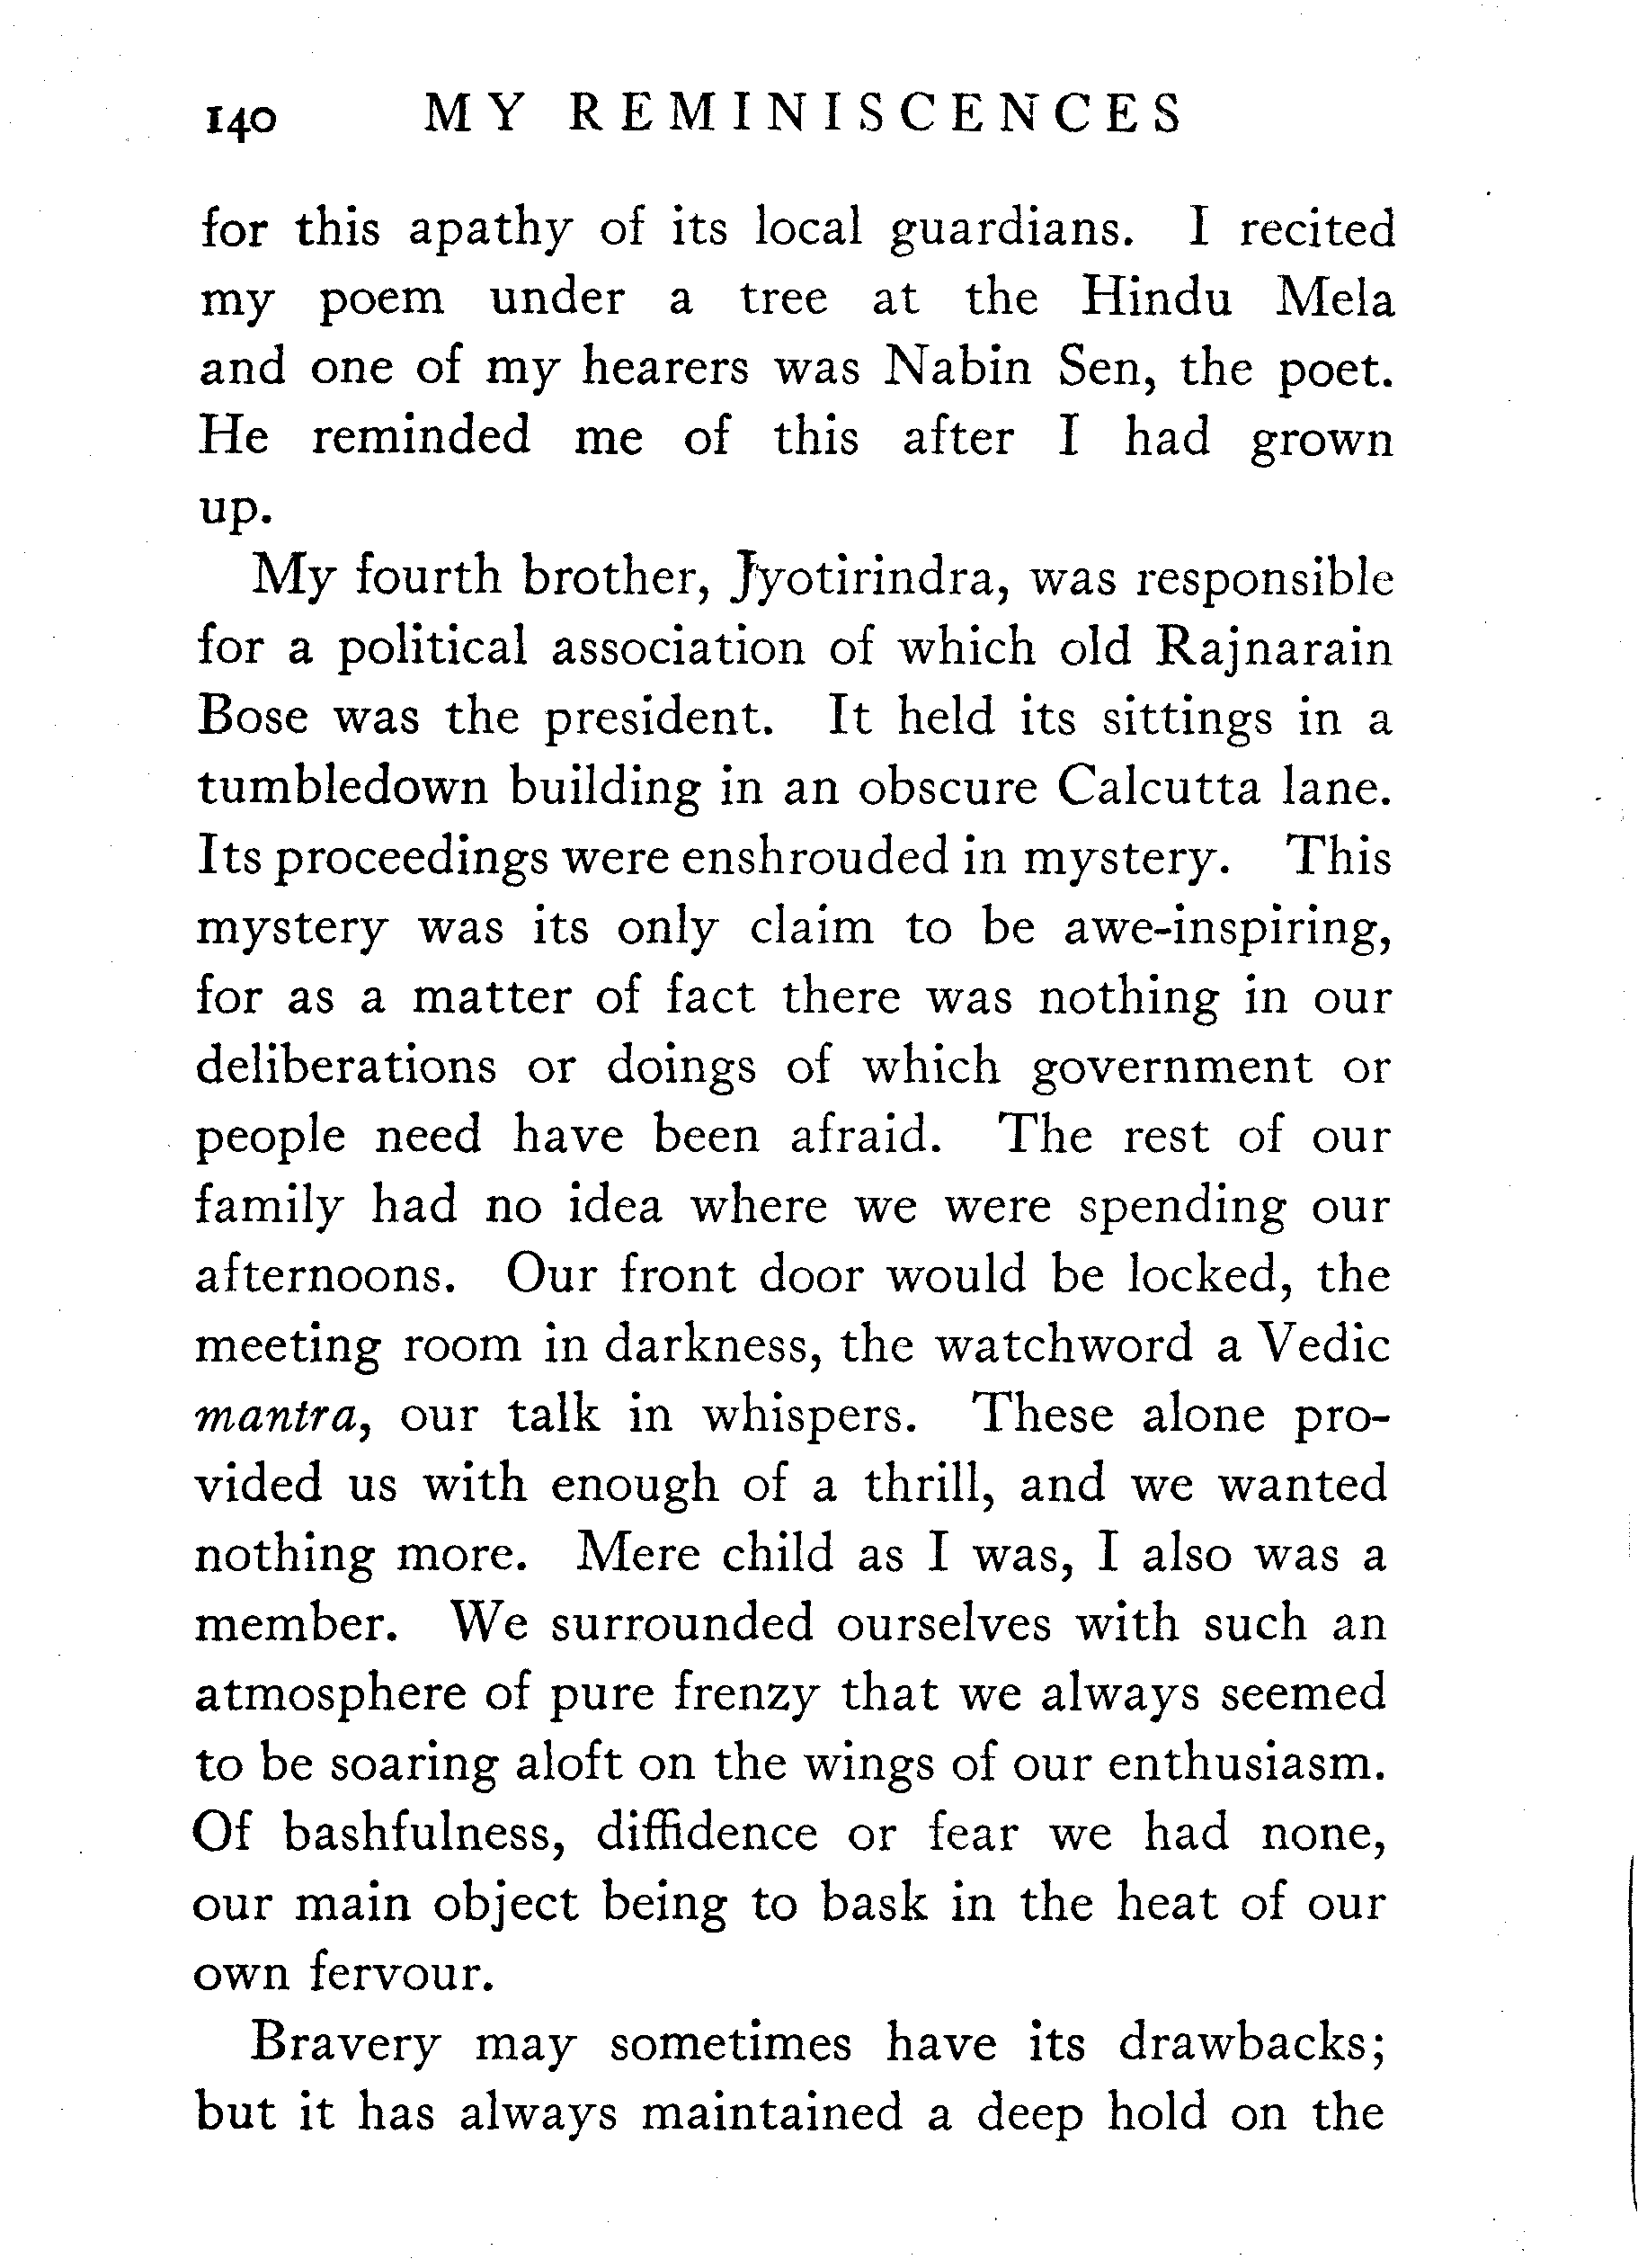 140 MY REMINISCENCES
for this apathy of its local guardians. I recited
my poem under a tree at the Hindu Mela
and one of my hearers was Nabin Sen, the poet.
He reminded me of this after I had grown
up.
My fourth brother, Jyotirindra, was responsible
for a political association of which old Rajnarain
Bose was the president. It held its sittings in a
tumbledown building in an obscure Calcutta lane.
Its proceedings were enshrouded in mystery. This
mystery was its only claim to be awe-inspiring,
for as a matter of fact there was nothing in our
deliberations or doings of which government or
people need have been afraid. The rest of our
family had no idea where we were spending our
afternoons. Our front door would be locked, the
meeting room in darkness, the watchword a Vedic
mantra, our talk in whispers. These alone pro-
vided us with enough of a thrill, and we wanted
nothing more. Mere child as I was, I also was a
member. We surrounded ourselves with such an
atmosphere of pure frenzy that we always seemed
to be soaring aloft on the wings of our enthusiasm.
Of bashfulness, diffidence or fear we had none,
our main object being to bask in the heat of our
own fervour.
Bravery may sometimes have its drawbacks;
but it has always maintained a deep hold on the